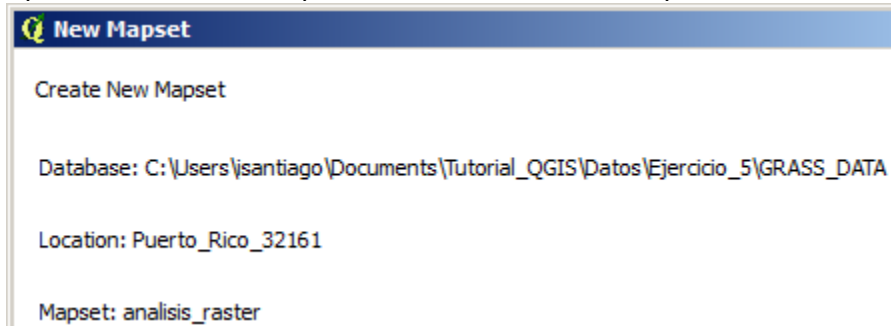 New Mapset
Create New Mapset
Database: C:\Users\isantiago\Documents\Tutorial_QGIS\Datos\Ejercicio_5\GRASS_DATA
Location: Puerto_Rico_32161
Mapset: analisis_raster